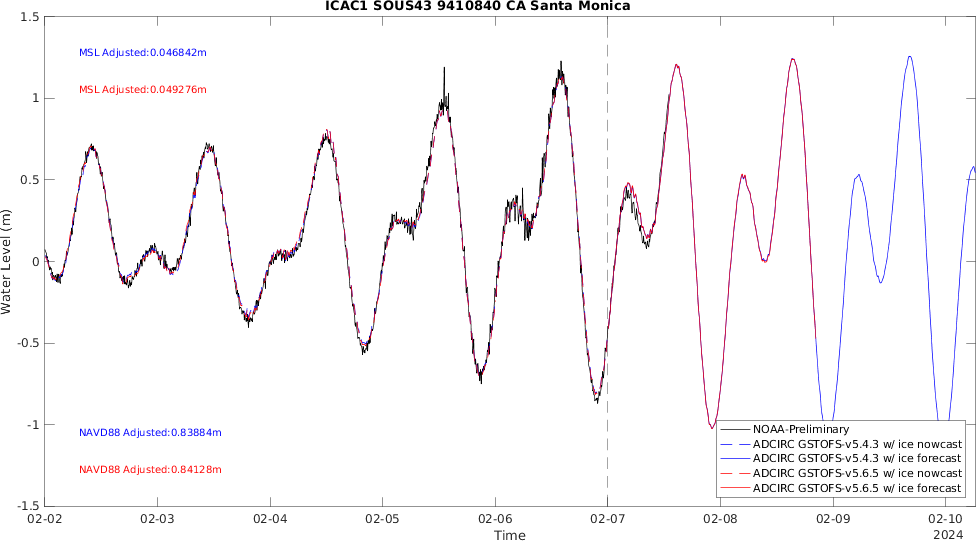 ICAC1 SOUS43 9410840 CA Santa Monica
1.5
MSL Adjusted:0.046842m
MSL Adjusted:0.049276m
1
0.5
0
-0.5
-1
-1.5
Water Level (m)
NAVD88 Adjusted:0.83884m
NAVD88 Adjusted:0.84128m
NOAA-Preliminary
ADCIRC GSTOFS-v5.4.3 w/ ice nowcast
ADCIRC GSTOFS-v5.4.3 w/ ice forecast
ADCIRC GSTOFS-v5.6.5 w/ ice nowcast
ADCIRC GSTOFS-v5.6.5 w/ ice forecast
02-02 02-03 02-04 02-05 02-06 02-07 02-08 02-09 02-10
Time
2024